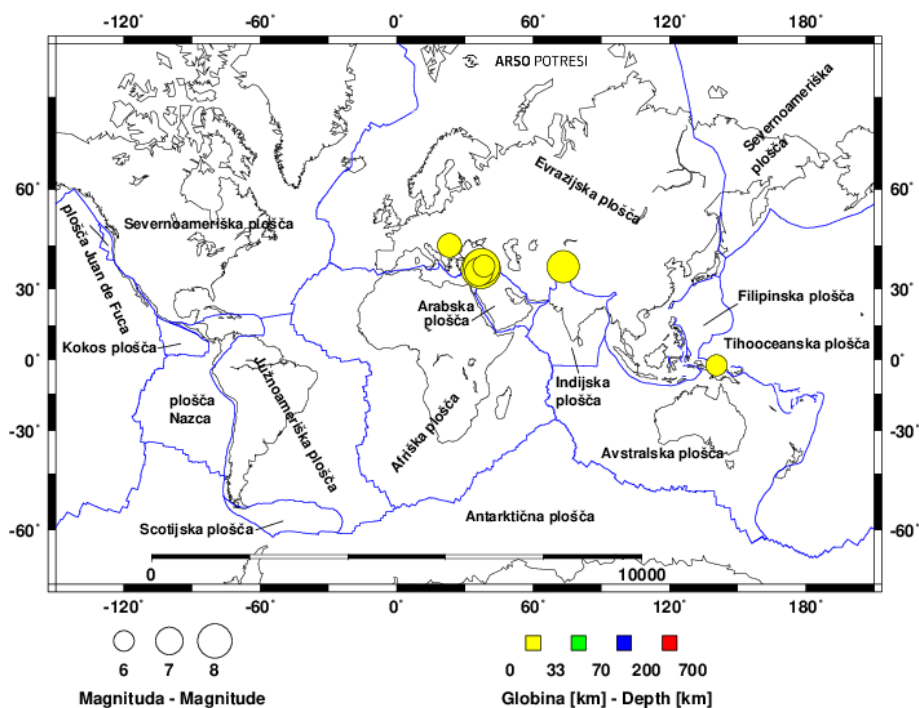 -120° -60° 0° 60° 120° 180°
ARSO POTRESI
Severnoameriška
plošča
Evrazijska plošča
60° 60°
Severnoameriška plošča
plošča Juan de Fuca
30° 30°
Arabska
plošča
Filipinska plošča
Kokos plošča
Tihooceanska plošča
0° 0°
Južnoameriška plošča
Indijska
plošča
plošča
Nazca
Afriška plošča
-30° -30°
Avstralska plošča
Antarktična plošča
Scotijska plošča
-60° -60°
0 10000
-120° -60° 0° 60° 120° 180°
6 7 8
0 33 70 200 700
Magnituda - Magnitude
Globina [km] - Depth [km]